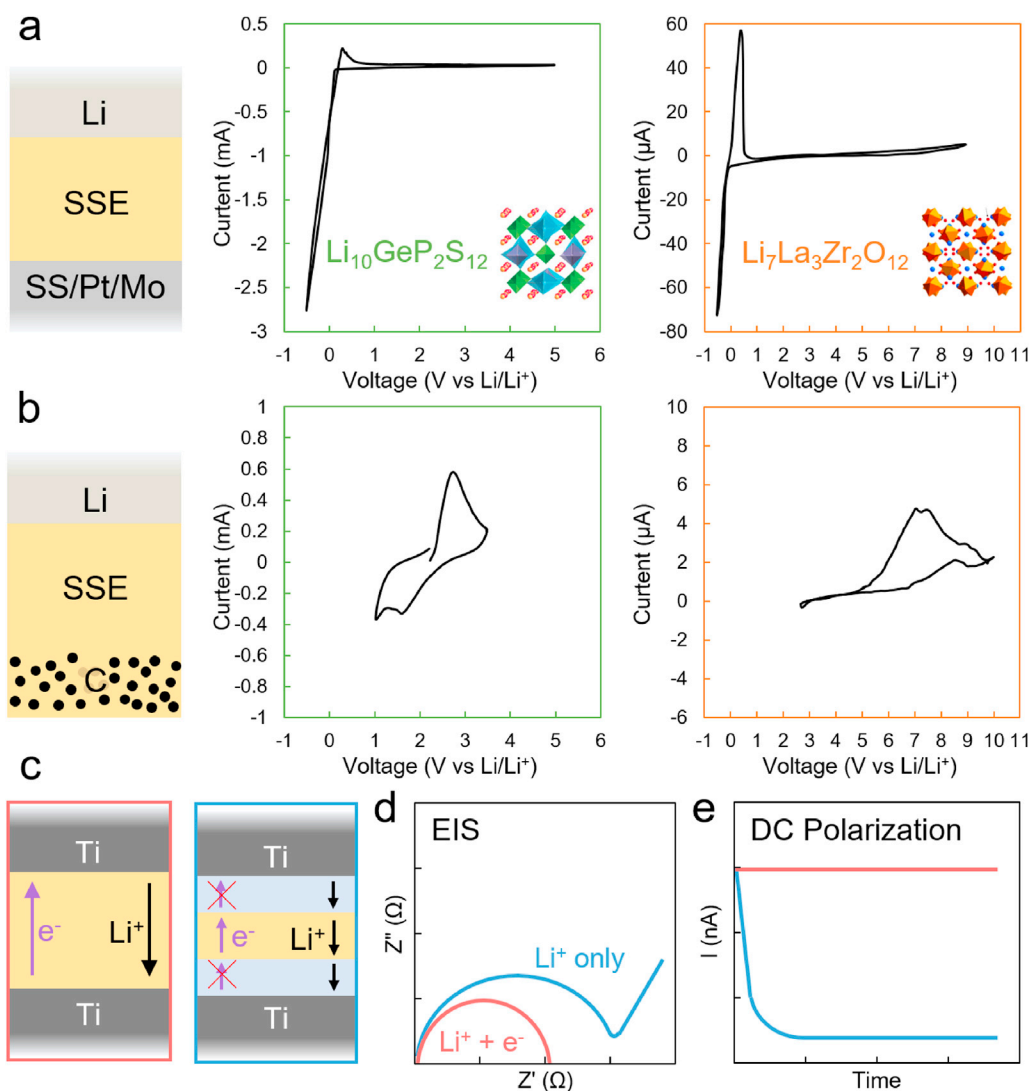 a
Li
SSE
SS/Pt/Mo
Curtent (mA)
0.5
0
-0.5
-1
-1.5
-2
-2.5
-3
Li₁₀GeP₂S₁₂
-1 0 1 2 3 4 5 6
Voltage (V vs Li/Li⁺)
Curtent (μA)
60
40
20
0
-20
-40
-60
-80
Li₇La₃Zr₂O₁₂
-1 0 1 2 3 4 5 6 7 8 9 10 11
Voltage (V vs Li/Li⁺)
b
Li
SSE
C
Curtent (mA)
1
0.8
0.6
0.4
0.2
0
-0.2
-0.4
-0.6
-0.8
-1
-1 0 1 2 3 4 5 6
Voltage (V vs Li/Li⁺)
Curtent (μA)
10
8
6
4
2
0
-2
-4
-6
-1 0 1 2 3 4 5 6 7 8 9 10 11
Voltage (V vs Li/Li⁺)
c
Ti
e⁻
Li⁺
Ti
Ti
e⁻
Li⁺
Ti
d
EIS
Z'' (Ω)
Li⁺ only
Li⁺ + e⁻
Z' (Ω)
e
DC Polarization
I (nA)
Time